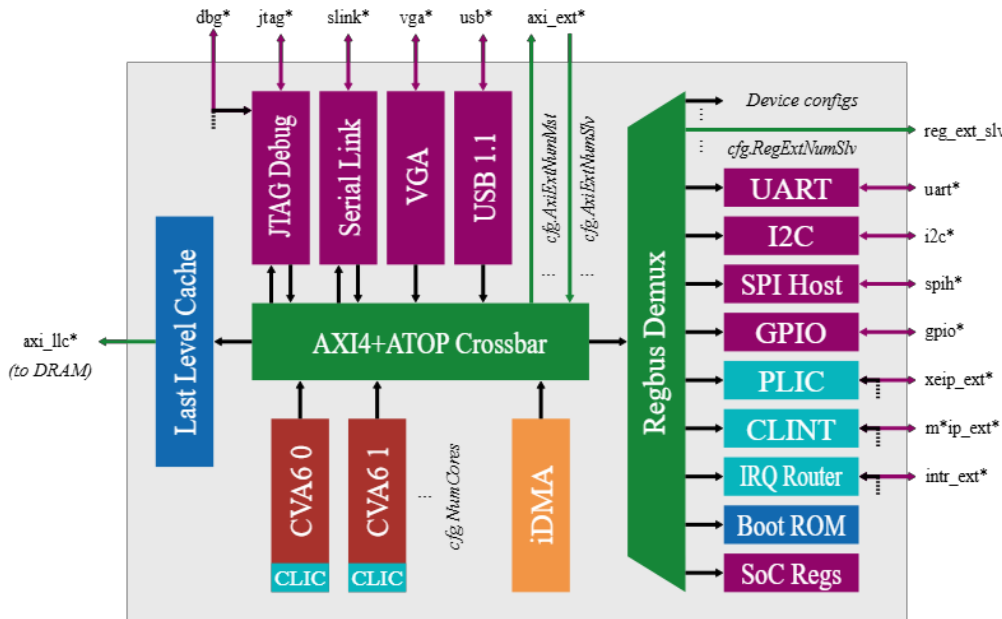 dbg*
jtag*
slink*
vga*
usb*
axi_ext*
JTAG Debug
Serial Link
VGA
USB 1.1
cfg.AxiExtNumMst
...
cfg.AxiExtNumSlv
...
Device configs
...
reg_ext_slv
...
cfg.RegExtNumSlv
UART
uart*
I2C
i2c*
SPI Host
spih*
GPIO
gpio*
PLIC
xeip_ext*
CLINT
m*ip_ext*
IRQ Router
intr_ext*
Boot ROM
SoC Regs
Regbus Demux
AXI4+ATOP Crossbar
Last Level Cache
axi_llc*
(to DRAM)
CVA6 0
CLIC
CVA6 1
CLIC
...
cfg NumCores
iDMA